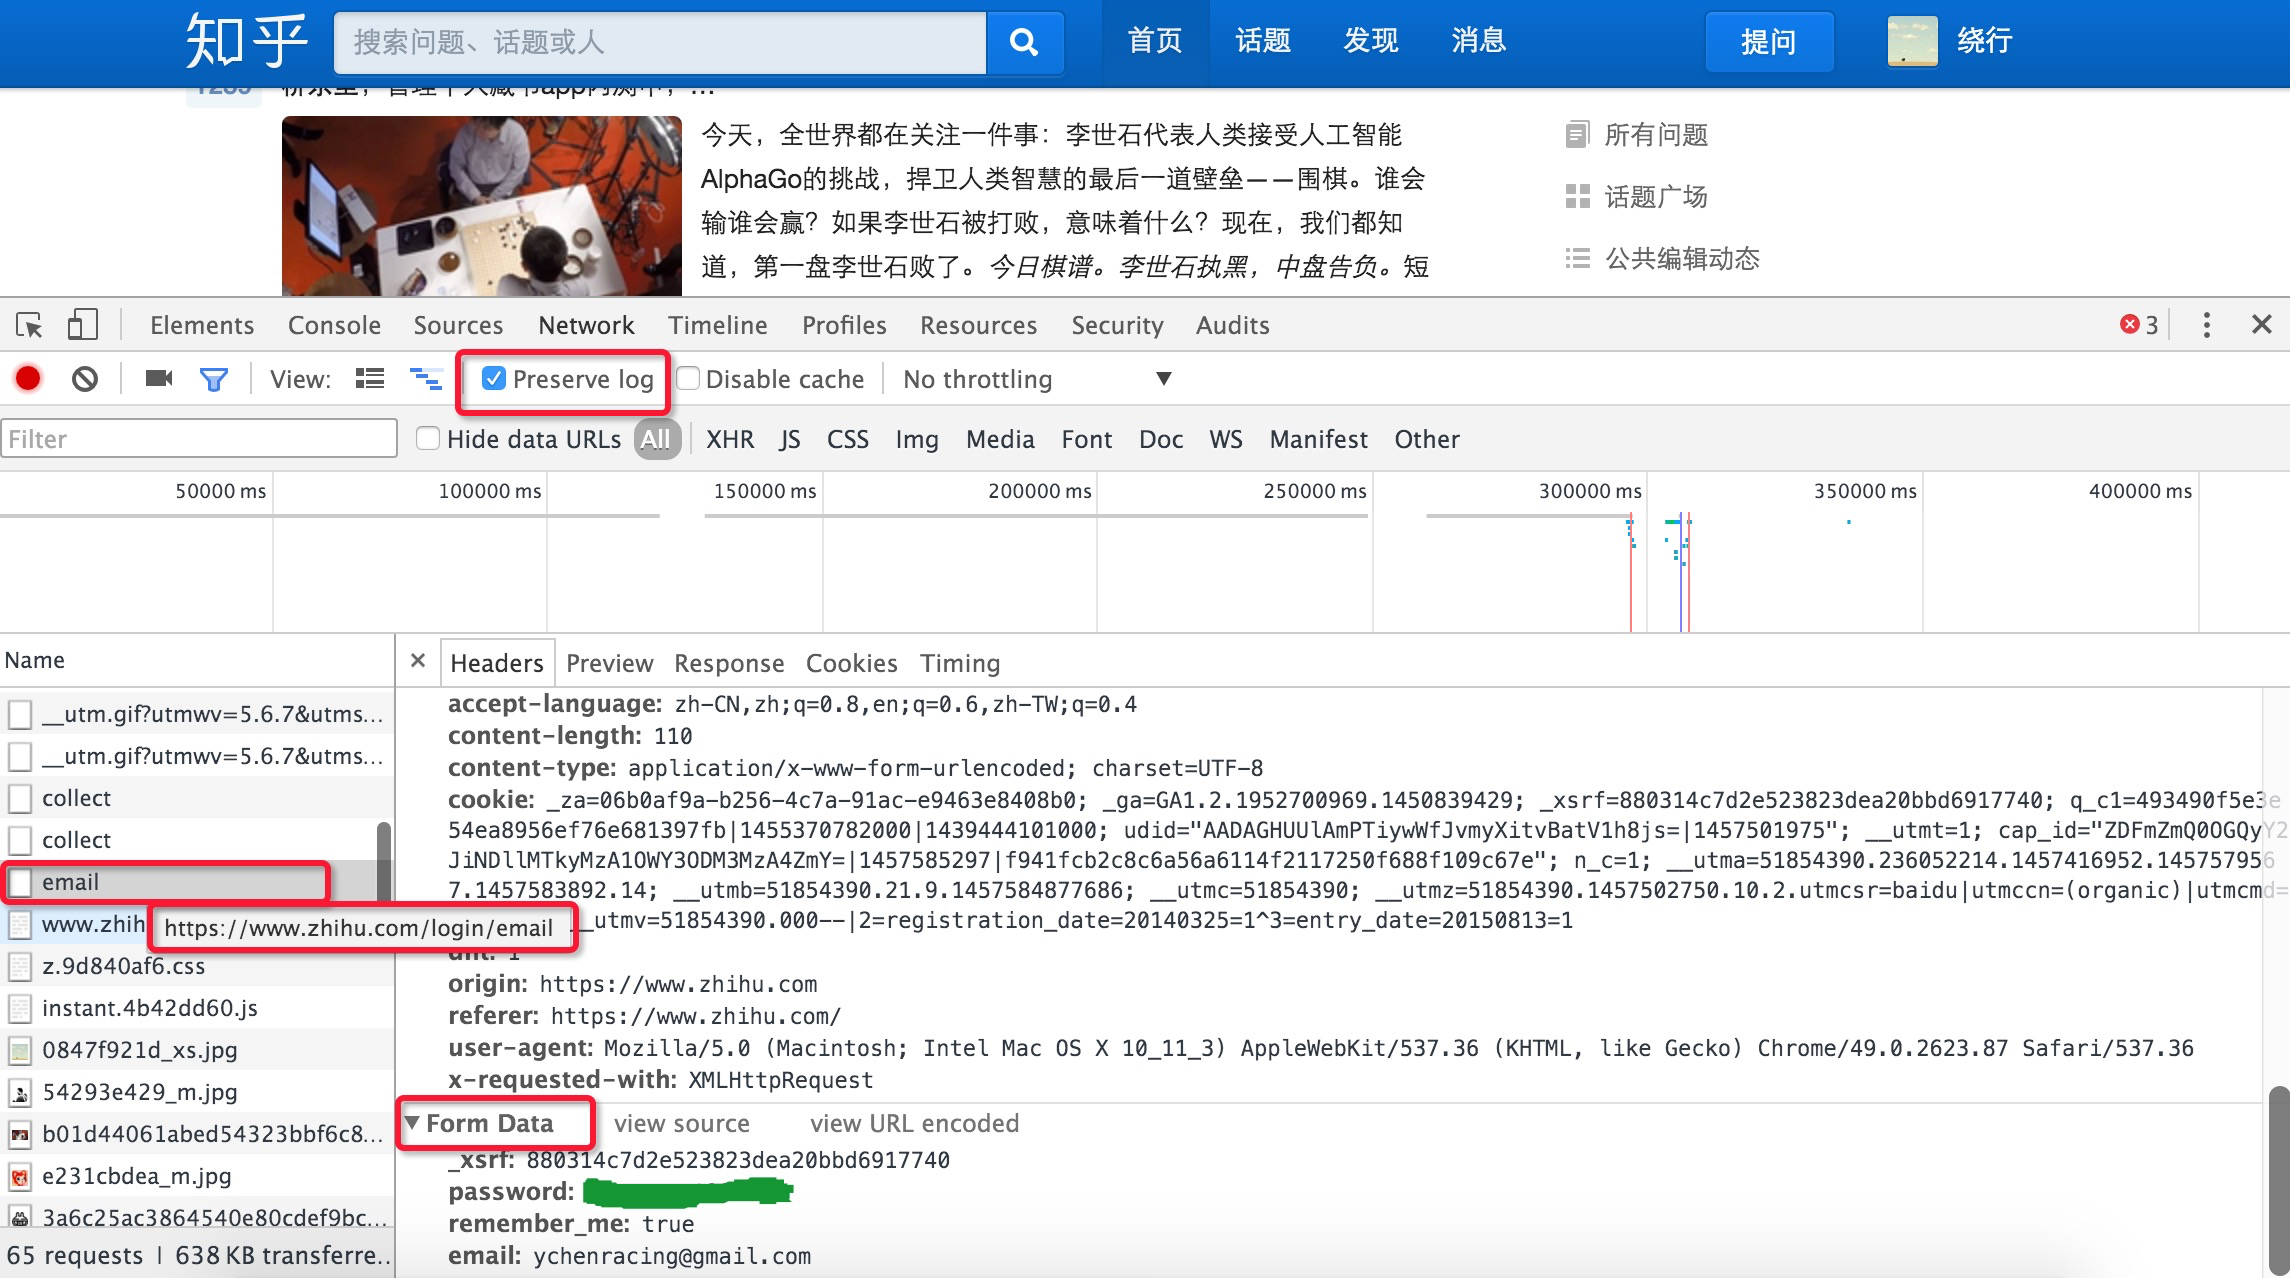 知乎 搜索问题、话题或人 首页 话题 发现 消息 提问 绕行
今天，全世界都在关注一件事：李世石代表人类接受人工智能
AlphaGo的挑战，捍卫人类智慧的最后一道壁垒——围棋。谁会
输谁会赢？如果李世石被打败，意味着什么？现在，我们都知
道，第一盘李世石败了。今日棋谱。李世石执黑，中盘告负。短
所有问题
话题广场
公共编辑动态
Elements Console Sources Network Timeline Profiles Resources Security Audits 3
View: Preserve log Disable cache No throttling
Filter Hide data URLs All XHR JS CSS Img Media Font Doc WS Manifest Other
50000 ms 100000 ms 150000 ms 200000 ms 250000 ms 300000 ms 350000 ms 400000 ms
Name
__utm.gif?utmwv=5.6.7&utms...
__utm.gif?utmwv=5.6.7&utms...
collect
collect
email
www.zhih
https://www.zhihu.com/login/email
z.9d840af6.css
instant.4b42dd60.js
0847f921d_xs.jpg
54293e429_m.jpg
b01d44061abed54323bbf6c8...
e231cbdea_m.jpg
3a6c25ac3864540e80cdef9bc...
65 requests | 638 KB transferre...
× Headers Preview Response Cookies Timing
accept-language: zh-CN,zh;q=0.8,en;q=0.6,zh-TW;q=0.4
content-length: 110
content-type: application/x-www-form-urlencoded; charset=UTF-8
cookie: _za=06b0af9a-b256-4c7a-91ac-e9463e8408b0; _ga=GA1.2.1952700969.1450839429; _xsrf=880314c7d2e523823dea20bbd6917740; q_c1=493490f5e3e
54ea8956ef76e681397fb|1455370782000|1439444101000; udid="AADAGHUUlAmPTiywWfJvmyXitvBatV1h8js=|1457501975"; __utmt=1; cap_id="ZDFmZmQ0OGQyY2
JiNDllMTkyMzA1OWY3ODM3MzA4ZmY=|1457585297|f941fcb2c8c6a56a6114f2117250f688f109c67e"; n_c=1; __utma=51854390.236052214.1457416952.145757956
7.1457583892.14; __utmb=51854390.21.9.1457584877686; __utmc=51854390; __utmz=51854390.1457502750.10.2.utmcsr=baidu|utmccn=(organic)|utmcmd=
_utmv=51854390.000--|2=registration_date=20140325=1^3=entry_date=20150813=1
dnt: 1
origin: https://www.zhihu.com
referer: https://www.zhihu.com/
user-agent: Mozilla/5.0 (Macintosh; Intel Mac OS X 10_11_3) AppleWebKit/537.36 (KHTML, like Gecko) Chrome/49.0.2623.87 Safari/537.36
x-requested-with: XMLHttpRequest
Form Data view source view URL encoded
_xsrf: 880314c7d2e523823dea20bbd6917740
password:
remember_me: true
email: ychenracing@gmail.com